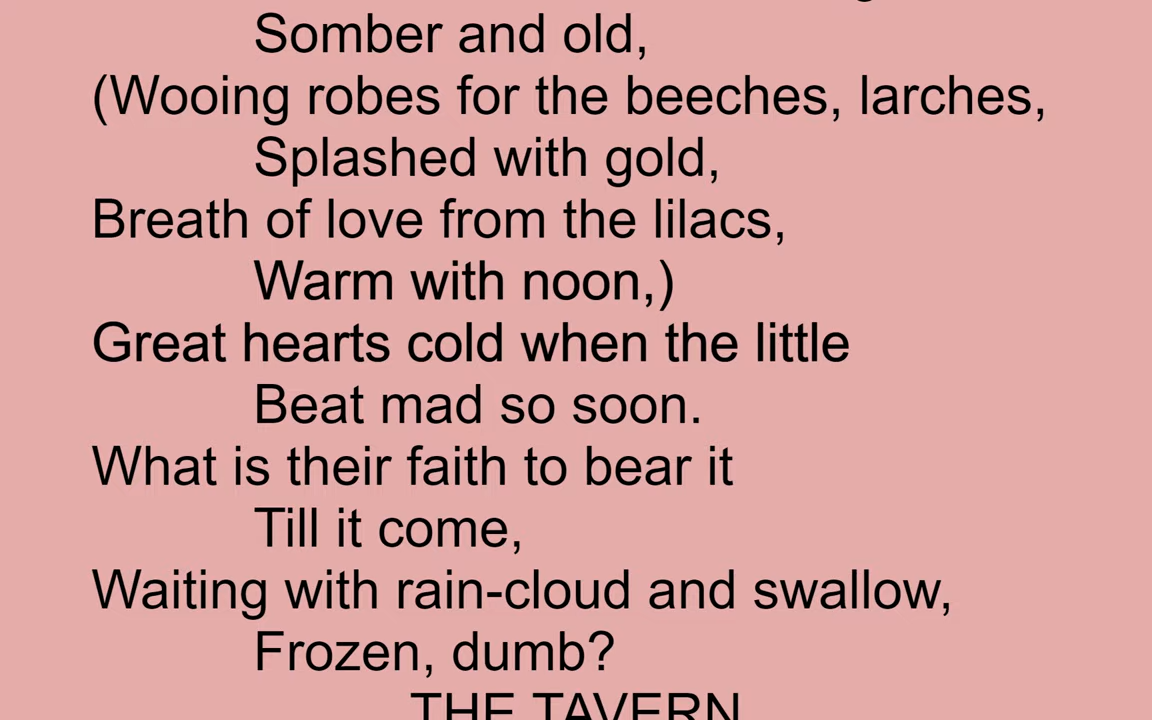 Somber and old,
(Wooing robes for the beeches, larches,
Splashed with gold,
Breath of love from the lilacs,
Warm with noon,)
Great hearts cold when the little
Beat mad so soon.
What is their faith to bear it
Till it come,
Waiting with rain-cloud and swallow,
Frozen, dumb?
THE TAVERN